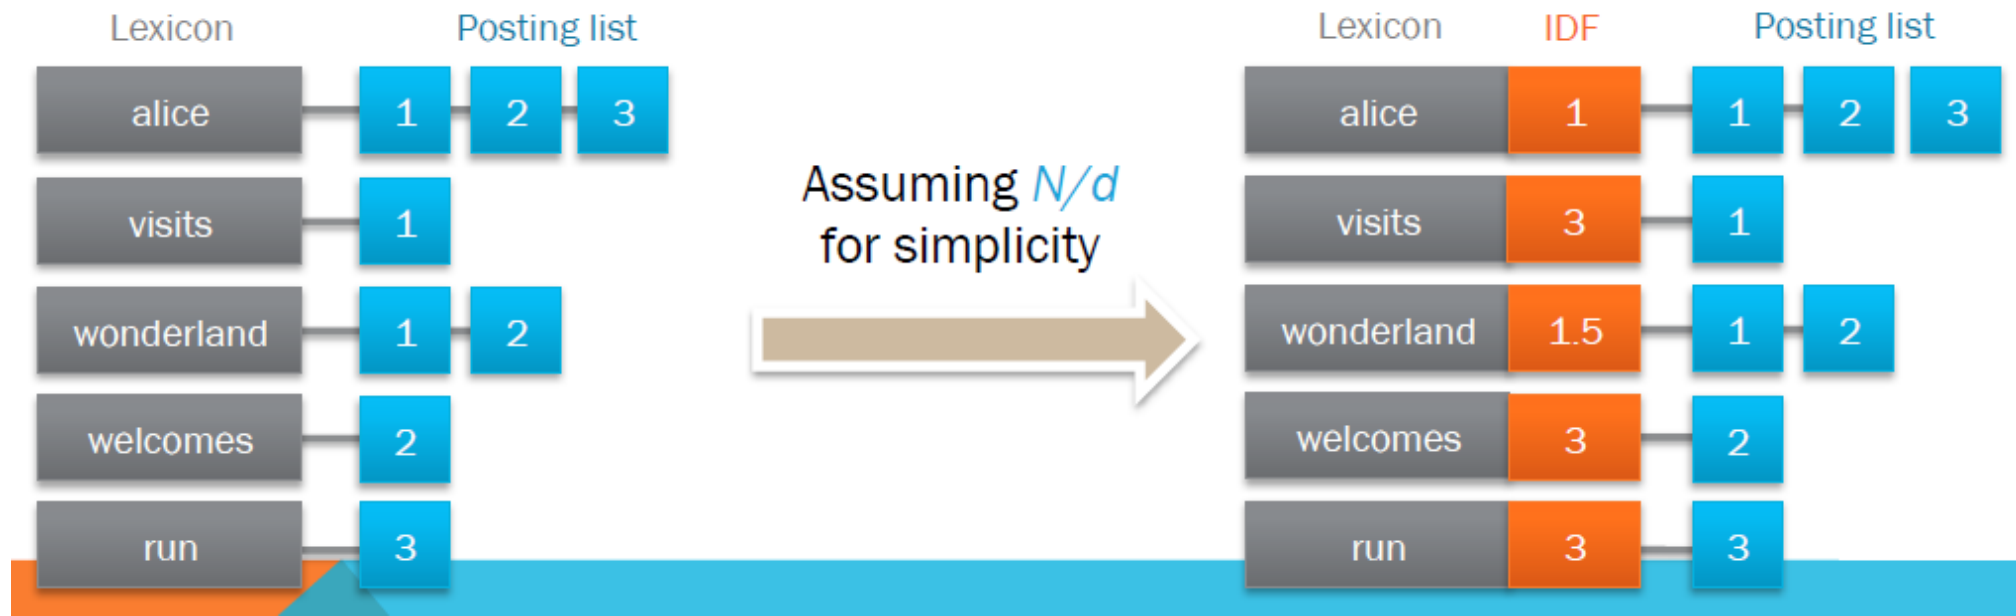 Lexicon Posting list
alice 1 2 3
visits 1
wonderland 1 2
welcomes 2
run 3
Assuming N/d
for simplicity
Lexicon IDF Posting list
alice 1 1 2 3
visits 3 1
wonderland 1.5 1 2
welcomes 3 2
run 3 3